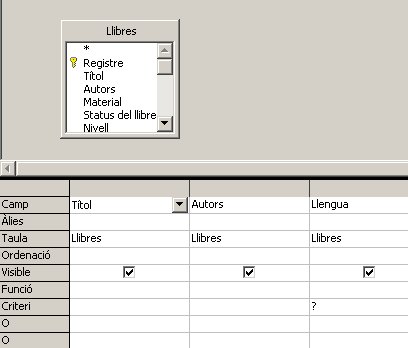 Llibres
*
Registre
Títol
Autors
Material
Status del llibre
Nivell
Camp Títol Autors Llengua
Àlies
Taula Llibres Llibres Llibres
Ordenació
Visible
Funció
Criteri ?
O
O